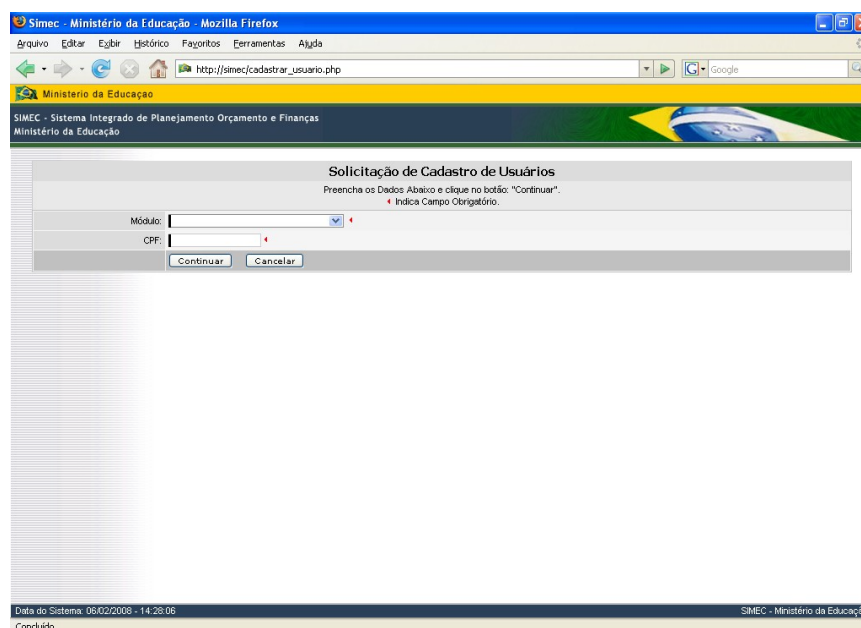 Simec - Ministério da Educação - Mozilla Firefox
Arquivo Editar Exibir Histórico Favoritos Ferramentas Ajuda
http://simec/cadastrar_usuario.php
G Google
Ministerio da Educaçao
SIMEC - Sistema Integrado de Planejamento Orçamento e Finanças
Ministério da Educação
Solicitação de Cadastro de Usuários
Preencha os Dados Abaixo e clique no botão: "Continuar".
Indica Campo Obrigatório.
Módulo:
CPF:
Continuar Cancelar
Data do Sistema: 06/02/2008 - 14:28:06 SIMEC - Ministério da Educaçã
Concluído